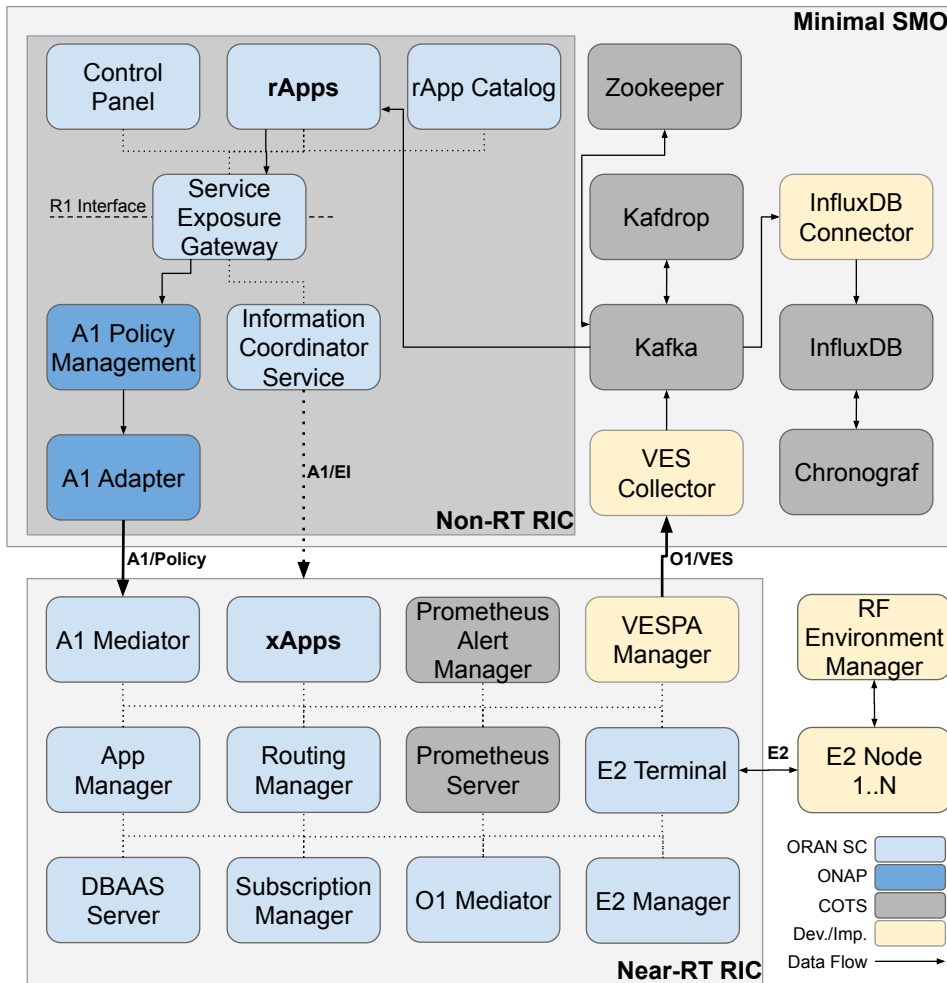 Minimal SMO
Control
Panel
rApps
rApp Catalog
Zookeeper
R1 Interface
Service
Exposure
Gateway
Kafdrop
InfluxDB
Connector
A1 Policy
Management
Information
Coordinator
Service
Kafka
InfluxDB
A1 Adapter
A1/EI
VES
Collector
Chronograf
Non-RT RIC
A1/Policy
O1/VES
A1 Mediator
xApps
Prometheus
Alert
Manager
VESPA
Manager
RF
Environment
Manager
App
Manager
Routing
Manager
Prometheus
Server
E2 Terminal
E2
E2 Node
1..N
DBAAS
Server
Subscription
Manager
O1 Mediator
E2 Manager
Near-RT RIC
ORAN SC
ONAP
COTS
Dev./Imp.
Data Flow